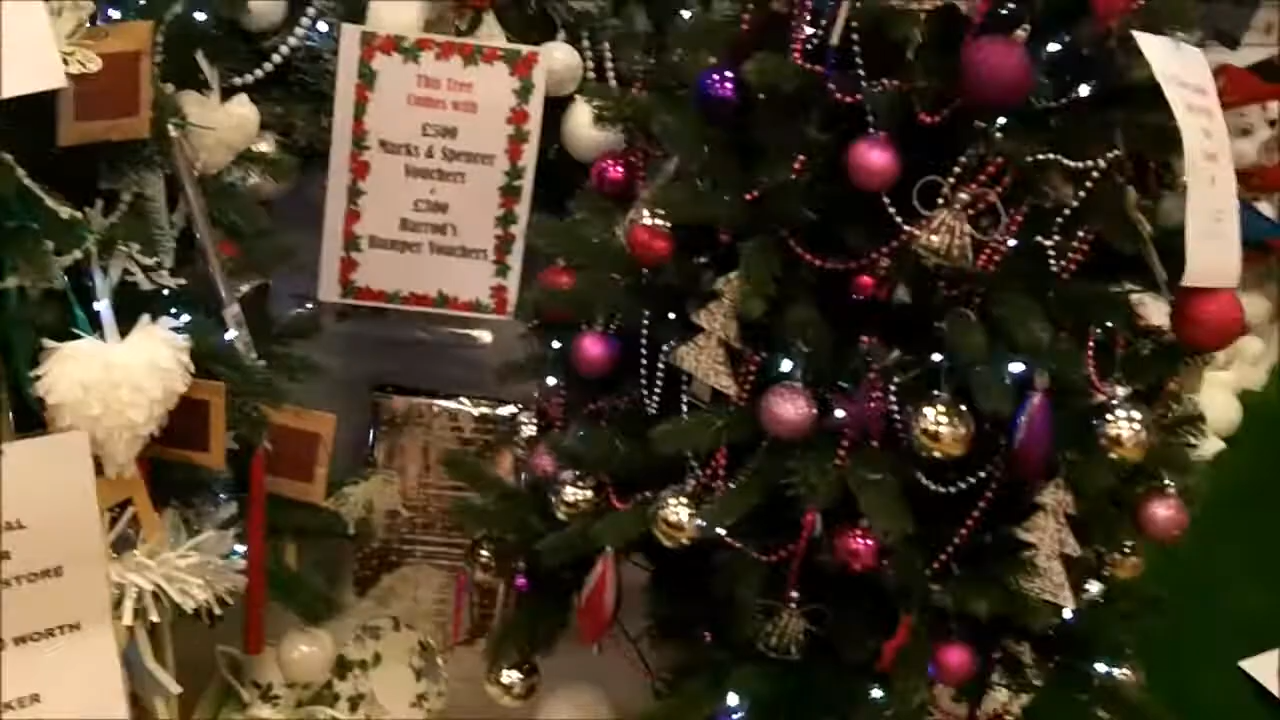 This Tree
Comes with
£500
Marks & Spencer
Vouchers
&
£300
Harrod's
Hamper Vouchers
AL
R
STORE
WORTH
KER